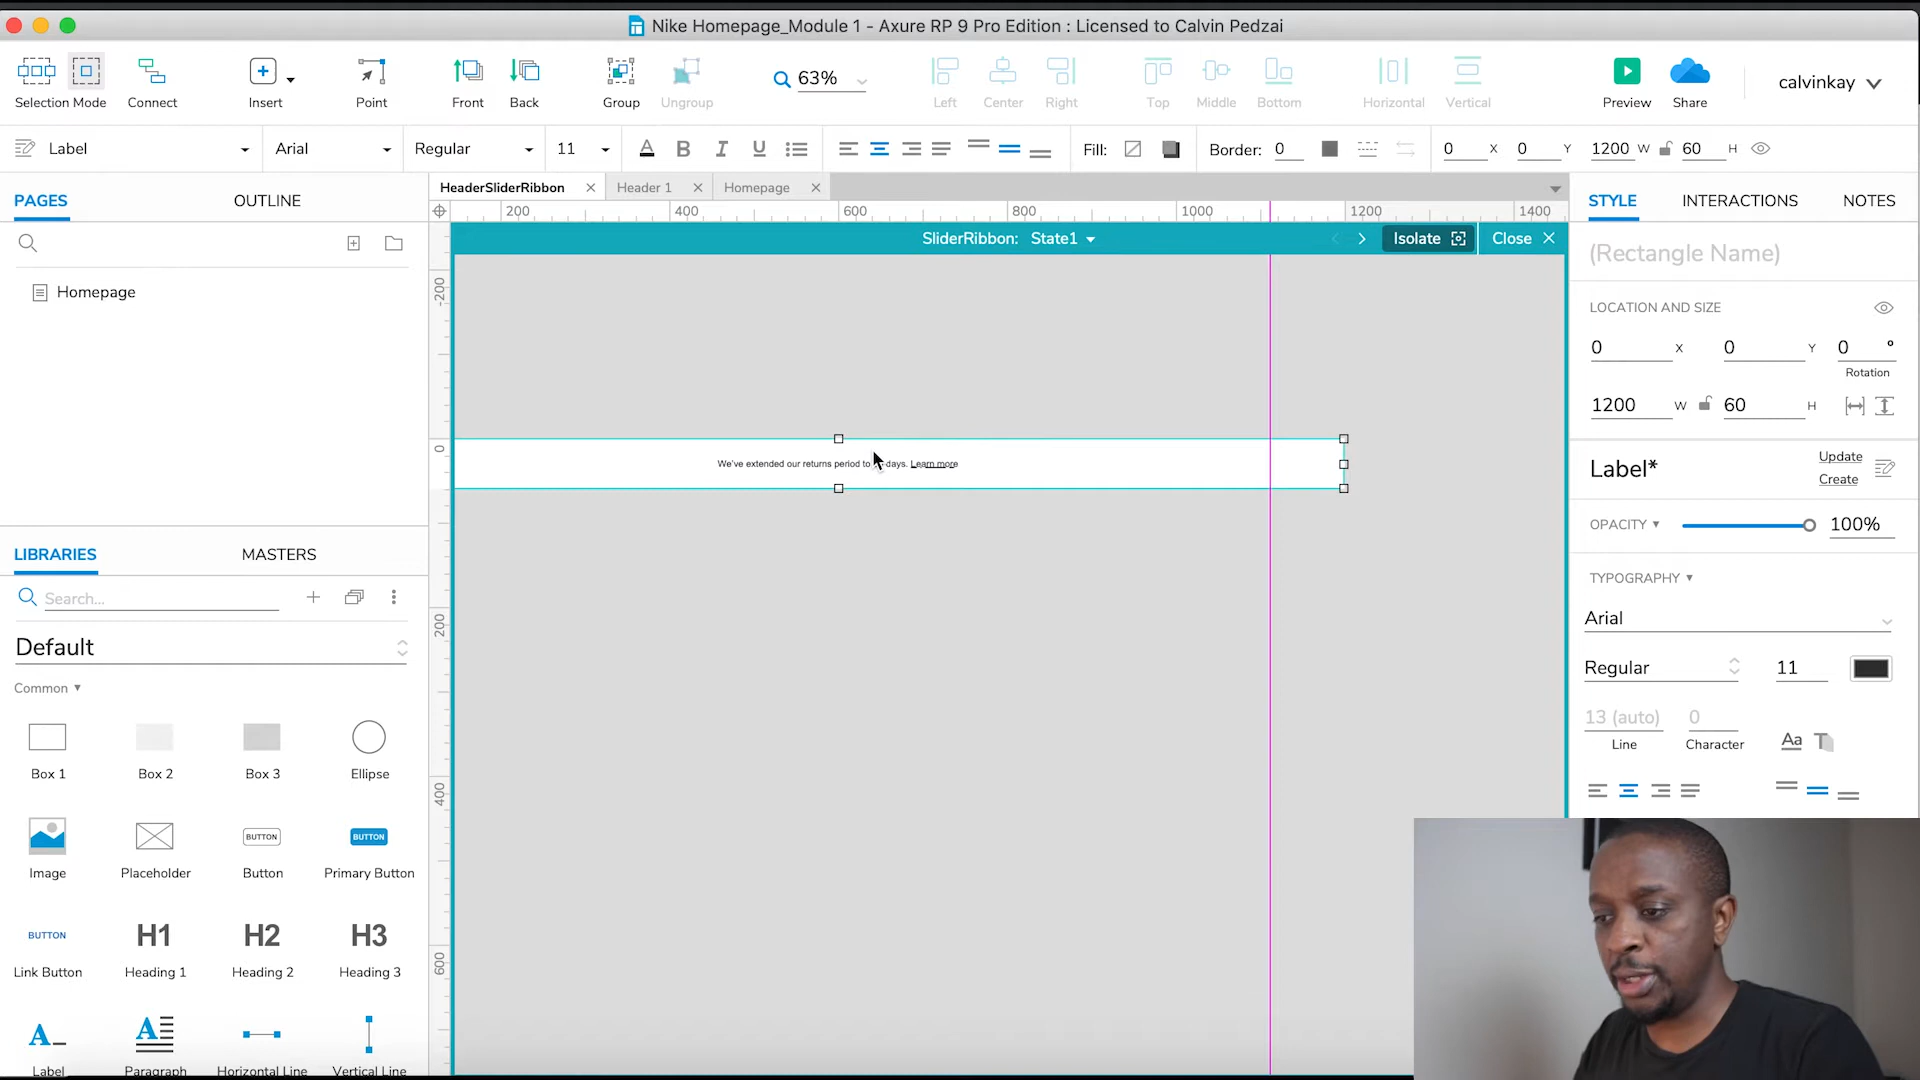 Nike Homepage_Module 1 - Axure RP 9 Pro Edition : Licensed to Calvin Pedzai
Selection Mode
Connect
Insert
Point
Front
Back
Group
Ungroup
63%
Left
Center
Right
Top
Middle
Bottom
Horizontal
Vertical
Preview
Share
calvinkay
Label
Arial
Regular
11
Fill:
Border: 0
0 X
0 Y
1200 W
60 H
PAGES
OUTLINE
HeaderSliderRibbon
Header 1
Homepage
STYLE
INTERACTIONS
NOTES
200 400 600 800 1000 1200 1400
SliderRibbon: State1
Isolate
Close
Homepage
(Rectangle Name)
LOCATION AND SIZE
0 X
0 Y
0 °
Rotation
1200 W
60 H
-200
0
200
400
600
We've extended our returns period to days. Learn more
Label*
Update
Create
OPACITY
100%
TYPOGRAPHY
Arial
Regular
11
13 (auto)
0
Line
Character
Aa
LIBRARIES
MASTERS
Search...
Default
Common
Box 1
Box 2
Box 3
Ellipse
BUTTON
BUTTON
Image
Placeholder
Button
Primary Button
BUTTON
H1
H2
H3
Link Button
Heading 1
Heading 2
Heading 3
A
A
Label
Paragraph
Horizontal Line
Vertical Line